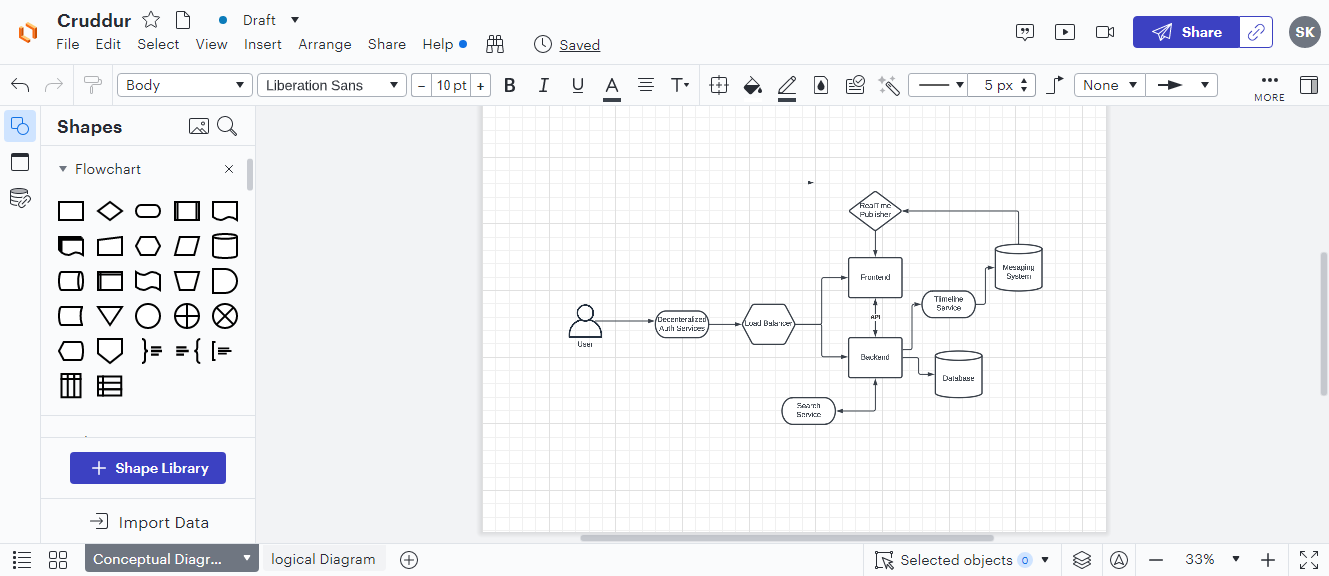 Cruddur
Draft
File Edit Select View Insert Arrange Share Help
Saved
Share
SK
Body
Liberation Sans
− 10 pt +
B I U A T
5 px
None
MORE
Shapes
Flowchart
RealTime
Publisher
Mesaging
System
Frontend
Timeline
Service
API
Decenteralized
Auth Services
Load Balancer
User
Backend
Database
Search
Service
+ Shape Library
Import Data
Conceptual Diagr...
logical Diagram
Selected objects 0
33%